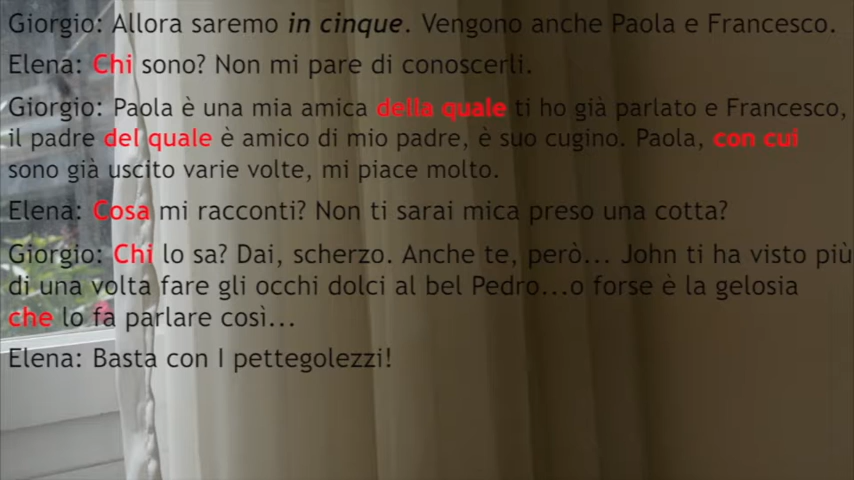 Giorgio: Allora saremo in cinque. Vengono anche Paola e Francesco.
Elena: Chi sono? Non mi pare di conoscerli.
Giorgio: Paola è una mia amica della quale ti ho già parlato e Francesco,
il padre del quale è amico di mio padre, è suo cugino. Paola, con cui
sono già uscito varie volte, mi piace molto.
Elena: Cosa mi racconti? Non ti sarai mica preso una cotta?
Giorgio: Chi lo sa? Dai, scherzo. Anche te, però... John ti ha visto più
di una volta fare gli occhi dolci al bel Pedro...o forse è la gelosia
che lo fa parlare così...
Elena: Basta con I pettegolezzi!